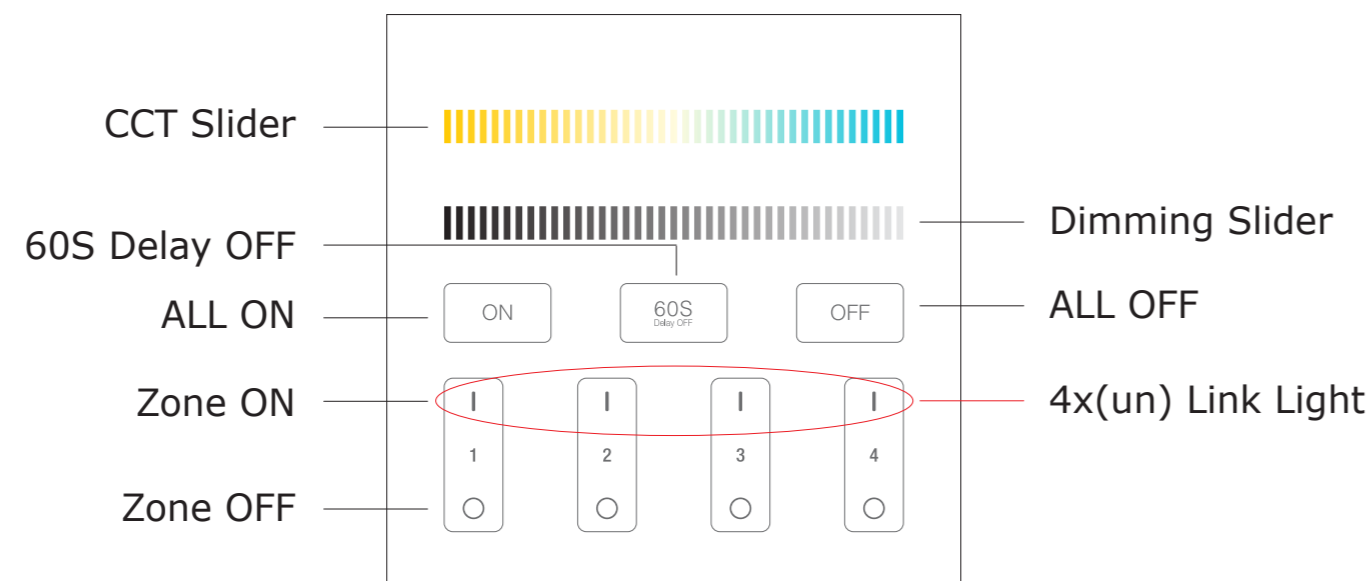 CCT Slider
Dimming Slider
60S Delay OFF
ALL ON
ON
60S
Delay OFF
OFF
ALL OFF
Zone ON
I I I I
4x(un) Link Light
1 2 3 4
Zone OFF